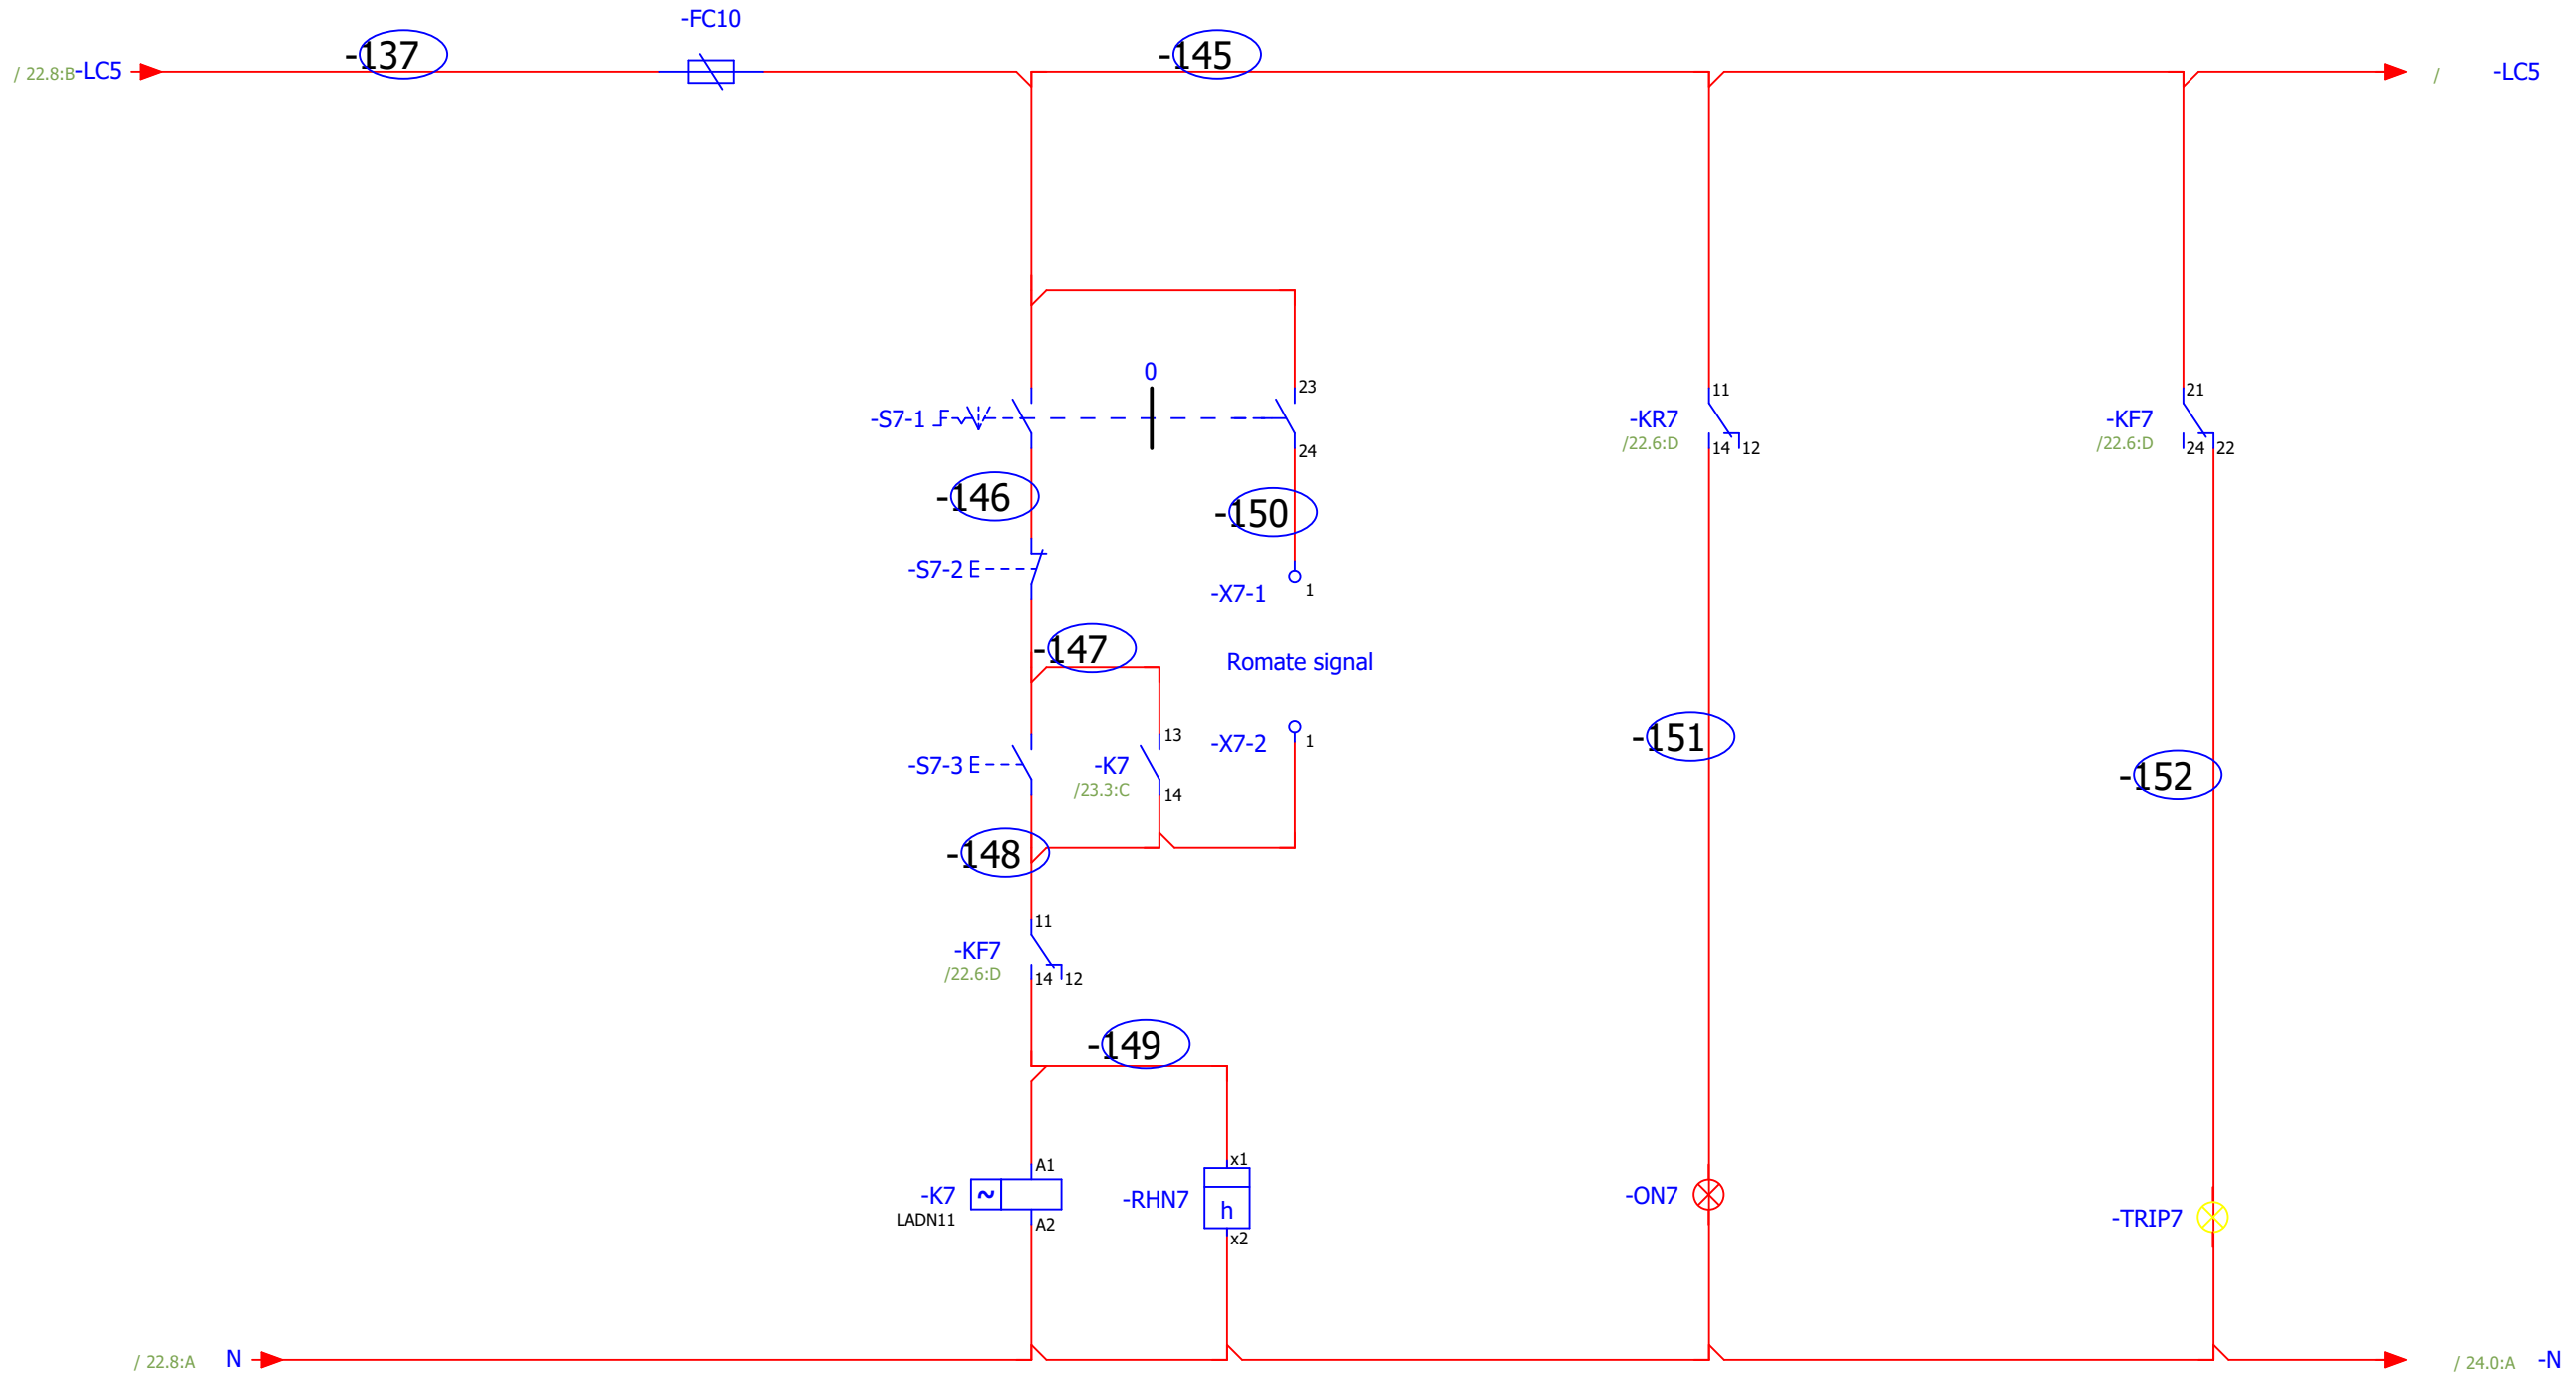 -FC10
-137
-145
/ 22.8:B
-LC5
/
-LC5
0
23
11
21
-S7-1
-KR7
/22.6:D
-KF7
/22.6:D
24
14
12
24
22
-146
-150
-S7-2
-X7-1
1
-147
Romate signal
-151
13
-X7-2
1
-S7-3
-K7
/23.3:C
14
-152
-148
11
-KF7
/22.6:D
14
12
-149
A1
x1
-K7
LADN11
~
-RHN7
h
-ON7
A2
x2
-TRIP7
/ 22.8:A
N
/ 24.0:A
-N